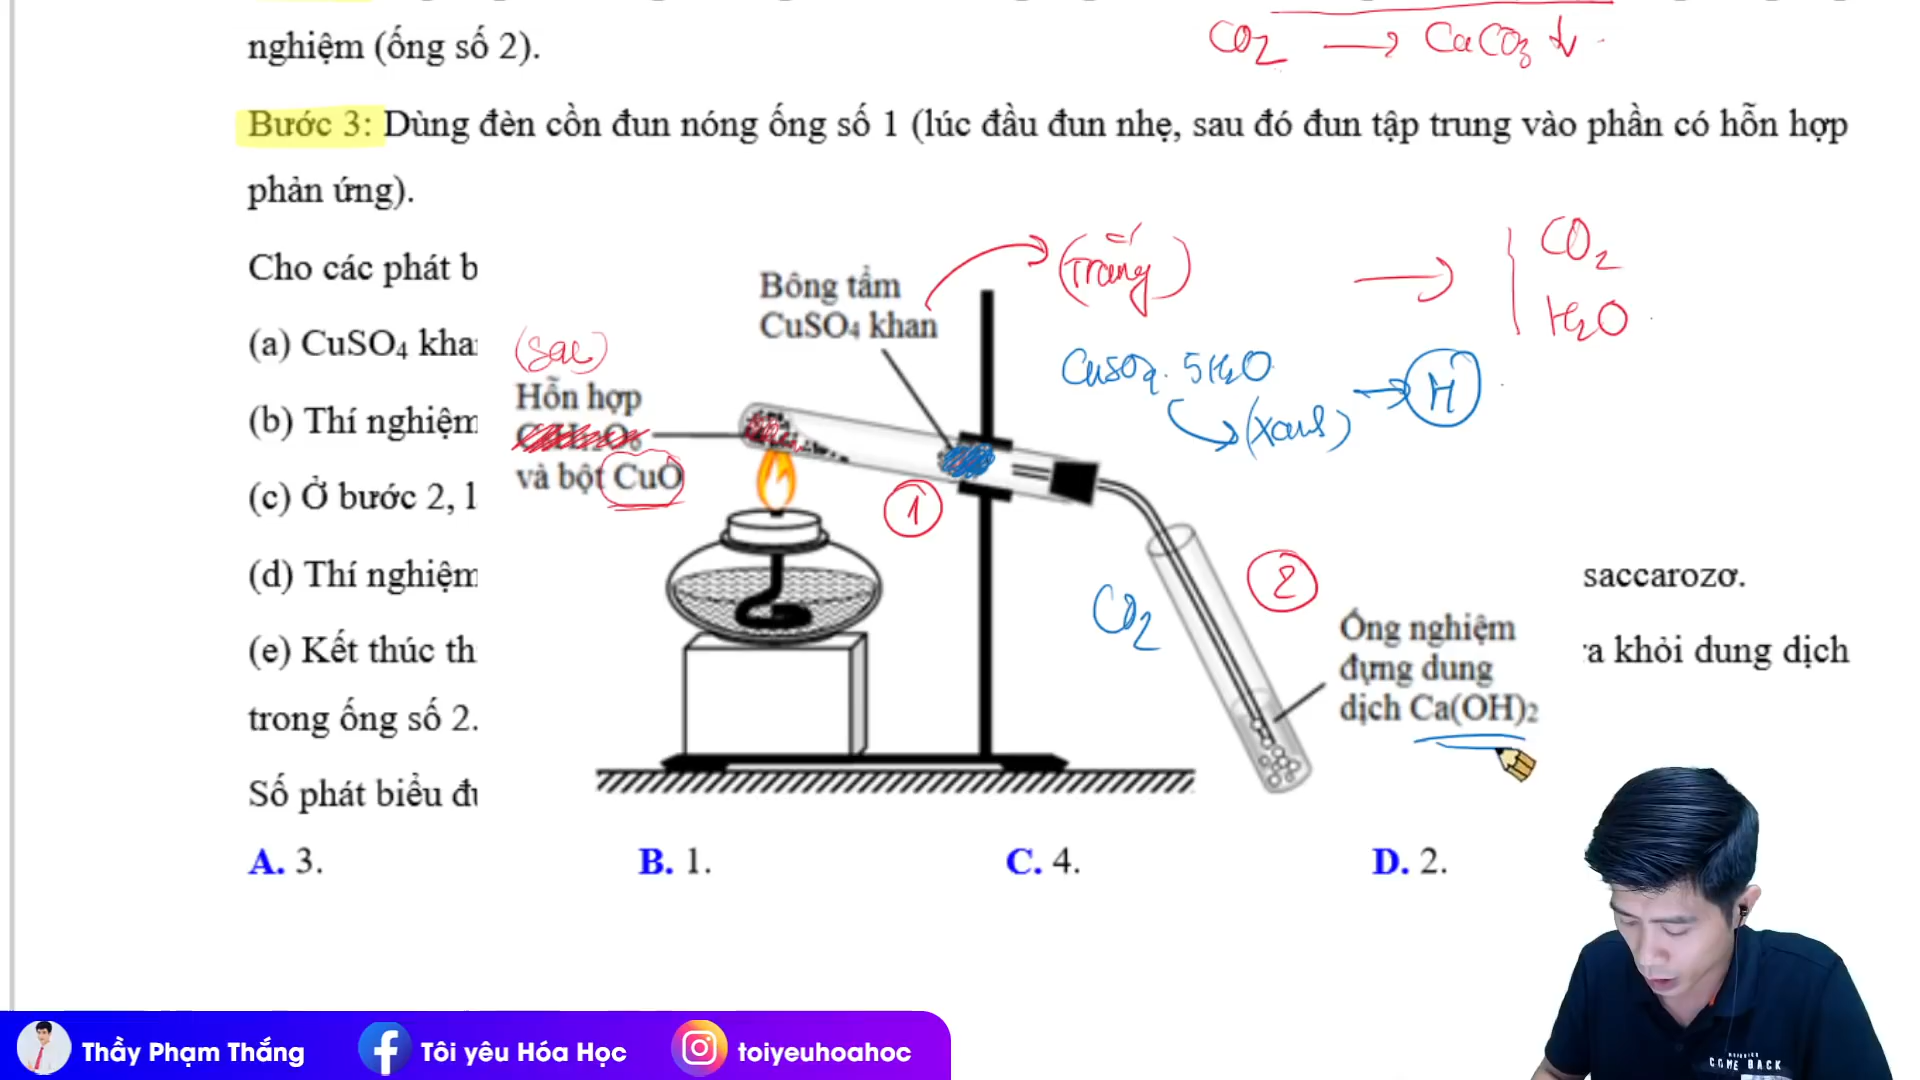 CO2 → CaCO3 ↓
nghiệm (ống số 2).
Bước 3: Dùng đèn cồn đun nóng ống số 1 (lúc đầu đun nhẹ, sau đó đun tập trung vào phần có hỗn hợp
phản ứng).
(Trắng) → CO2
H2O
Cho các phát b
Bông tẩm
CuSO4 khan
(a) CuSO4 kha
(sac)
CuSO4. 5H2O
(xanh) → H
Hỗn hợp
(b) Thí nghiệm
và bột CuO
(c) Ở bước 2, l
1
(d) Thí nghiệm
2
saccarozơ.
CO2
Ống nghiệm
đựng dung
dịch Ca(OH)2
(e) Kết thúc th
a khỏi dung dịch
trong ống số 2.
Số phát biểu đ
A. 3. B. 1. C. 4. D. 2.
COME BACK
Thầy Phạm Thắng Tôi yêu Hóa Học toiyeuhoahoc